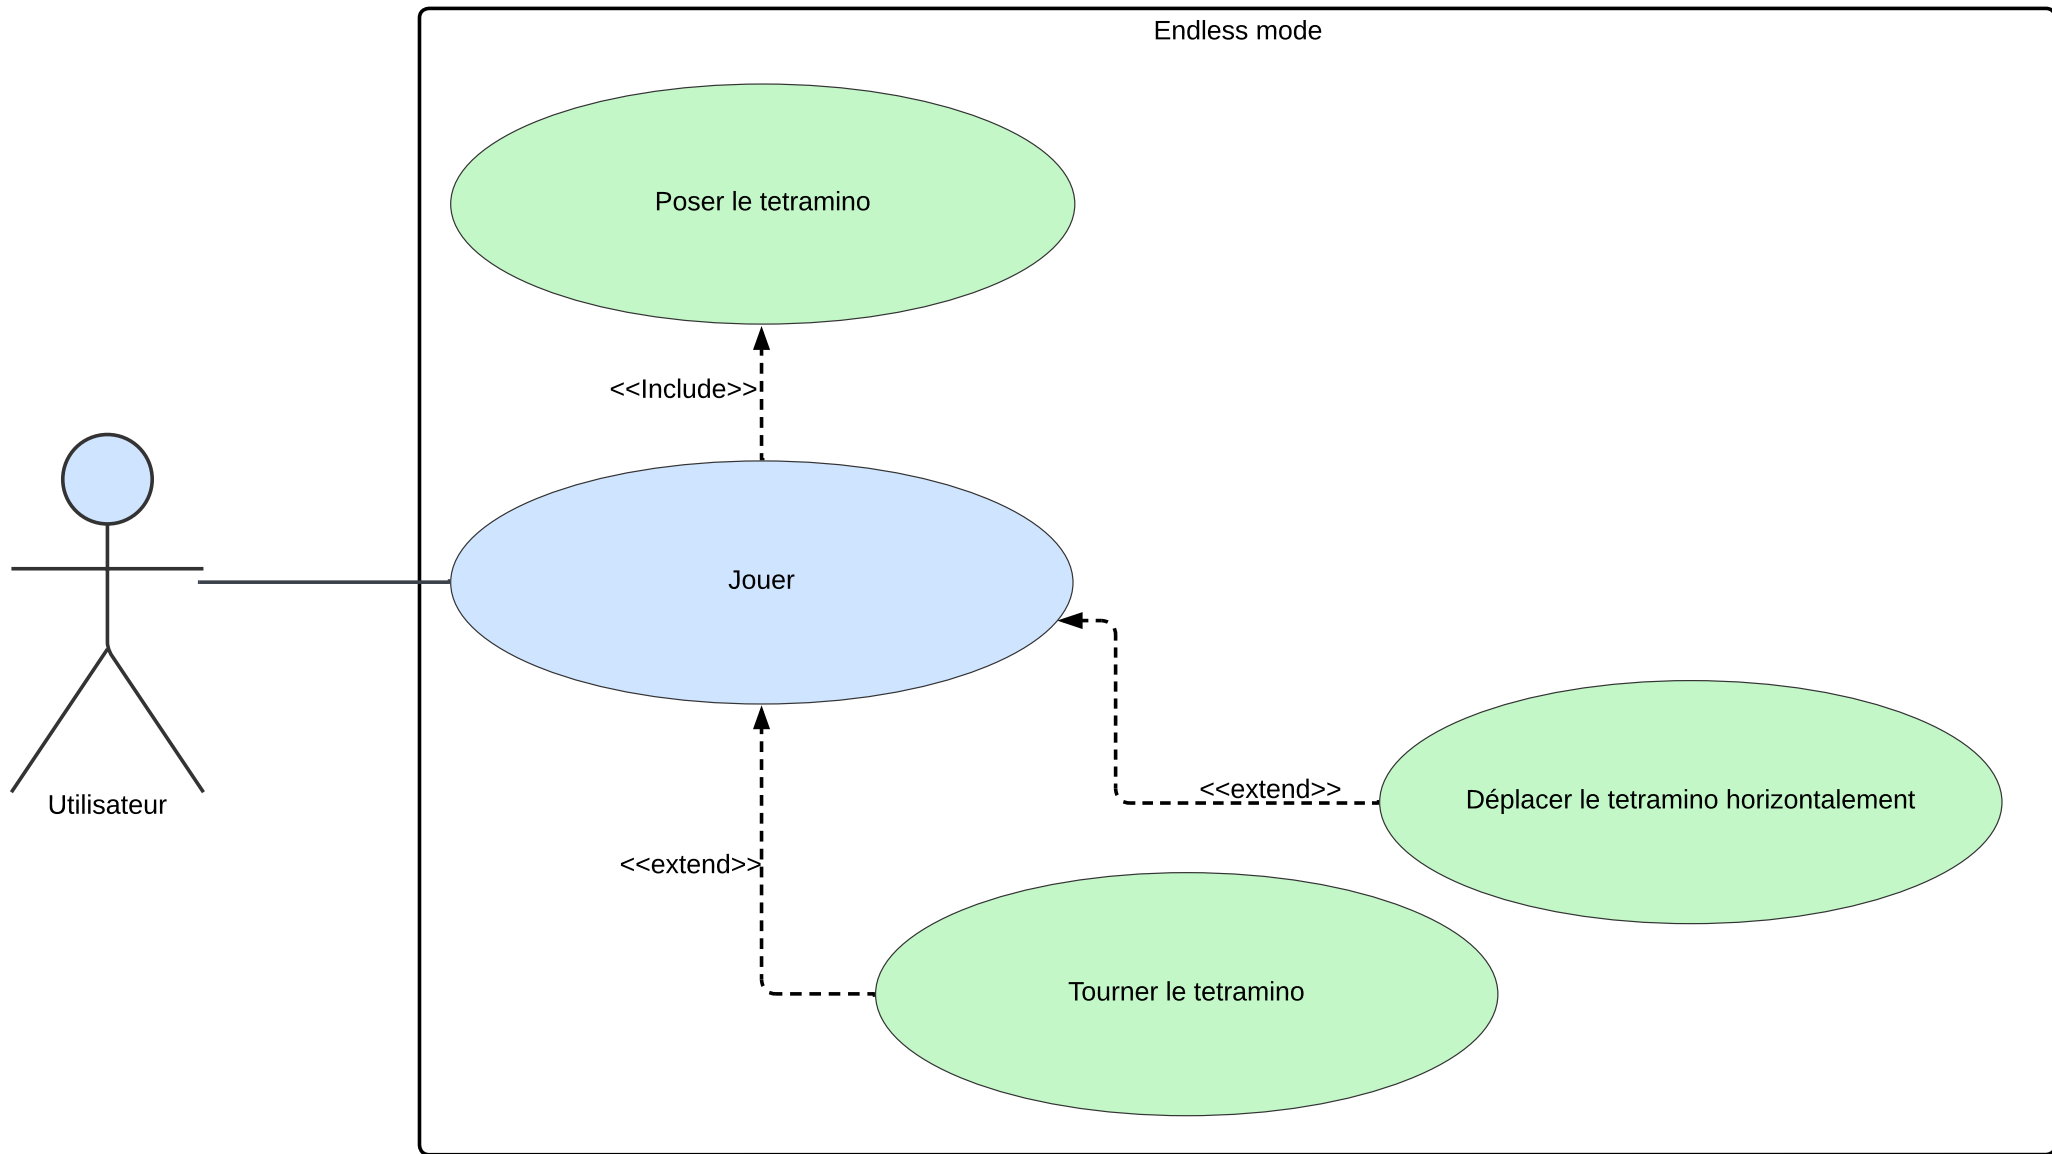 Endless mode
Poser le tetramino
<<Include>>
Jouer
Utilisateur
<<extend>>
Déplacer le tetramino horizontalement
<<extend>>
Tourner le tetramino